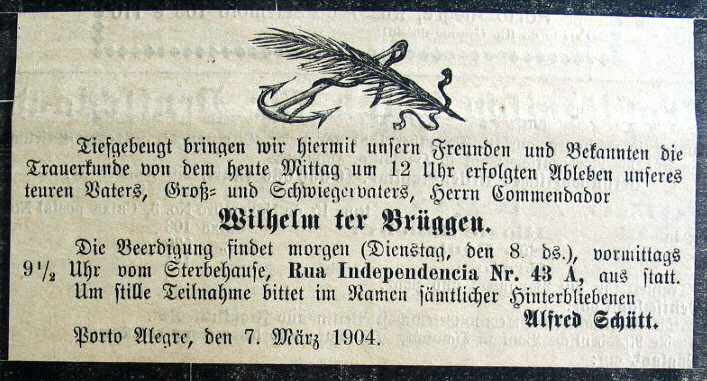 Tiefgebeugt bringen wir hiermit unsern Freunden und Bekannten die
Trauerkunde von dem heute Mittag um 12 Uhr erfolgten Ableben unseres
teuren Vaters, Groß- und Schwiegervaters, Herrn Commendador
Wilhelm ter Brüggen.
Die Beerdigung findet morgen (Dienstag, den 8. ds.), vormittags
9 1/2 Uhr vom Sterbehause, Rua Independencia Nr. 43 A, aus statt.
Um stille Teilnahme bittet im Namen sämtlicher Hinterbliebenen
Alfred Schütt.
Porto Alegre, den 7. März 1904.